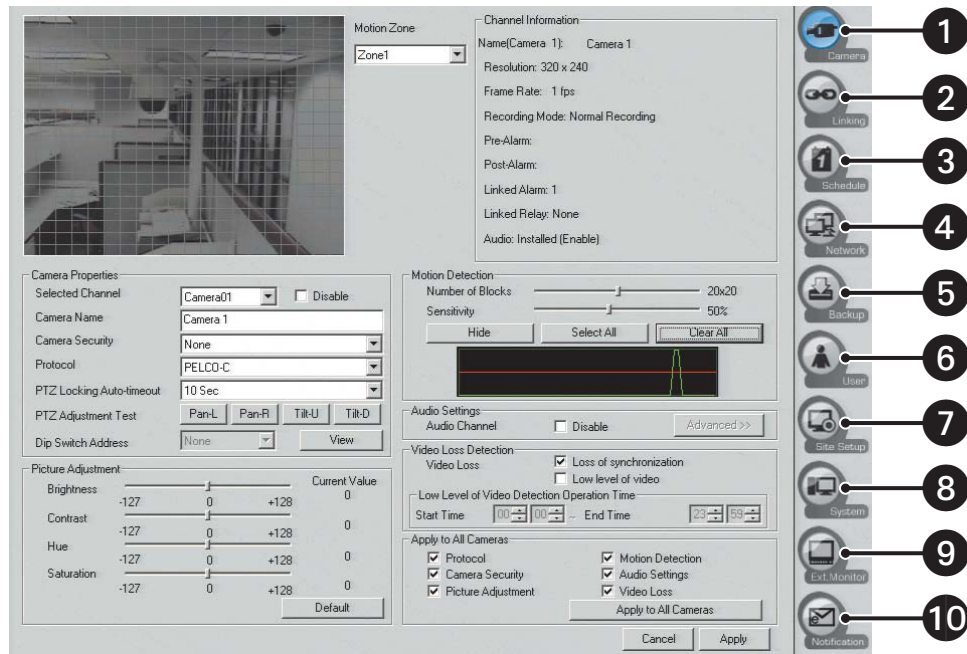 Motion Zone
Zone1
Channel Information
Name(Camera 1): Camera 1
Resolution: 320 x 240
Frame Rate: 1 fps
Recording Mode: Normal Recording
Pre-Alarm:
Post-Alarm:
Linked Alarm: 1
Linked Relay: None
Audio: Installed (Enable)
Camera Properties
Selected Channel Camera01 Disable
Camera Name Camera 1
Camera Security None
Protocol PELCO-C
PTZ Locking Auto-timeout 10 Sec
PTZ Adjustment Test Pan-L Pan-R Tilt-U Tilt-D
Dip Switch Address None View
Picture Adjustment
Current Value
Brightness 0
-127 0 +128
Contrast 0
-127 0 +128
Hue 0
-127 0 +128
Saturation 0
-127 0 +128
Default
Motion Detection
Number of Blocks 20x20
Sensitivity 50%
Hide Select All Clear All
Audio Settings
Audio Channel Disable Advanced >>
Video Loss Detection
Video Loss Loss of synchronization
Low level of video
Low Level of Video Detection Operation Time
Start Time 00 00 ~ End Time 23 59
Apply to All Cameras
Protocol Motion Detection
Camera Security Audio Settings
Picture Adjustment Video Loss
Apply to All Cameras
Cancel Apply
Camera 1
Linking 2
1
Schedule 3
Network 4
Backup 5
User 6
Site Setup 7
System 8
Ext.Monitor 9
Notification 10